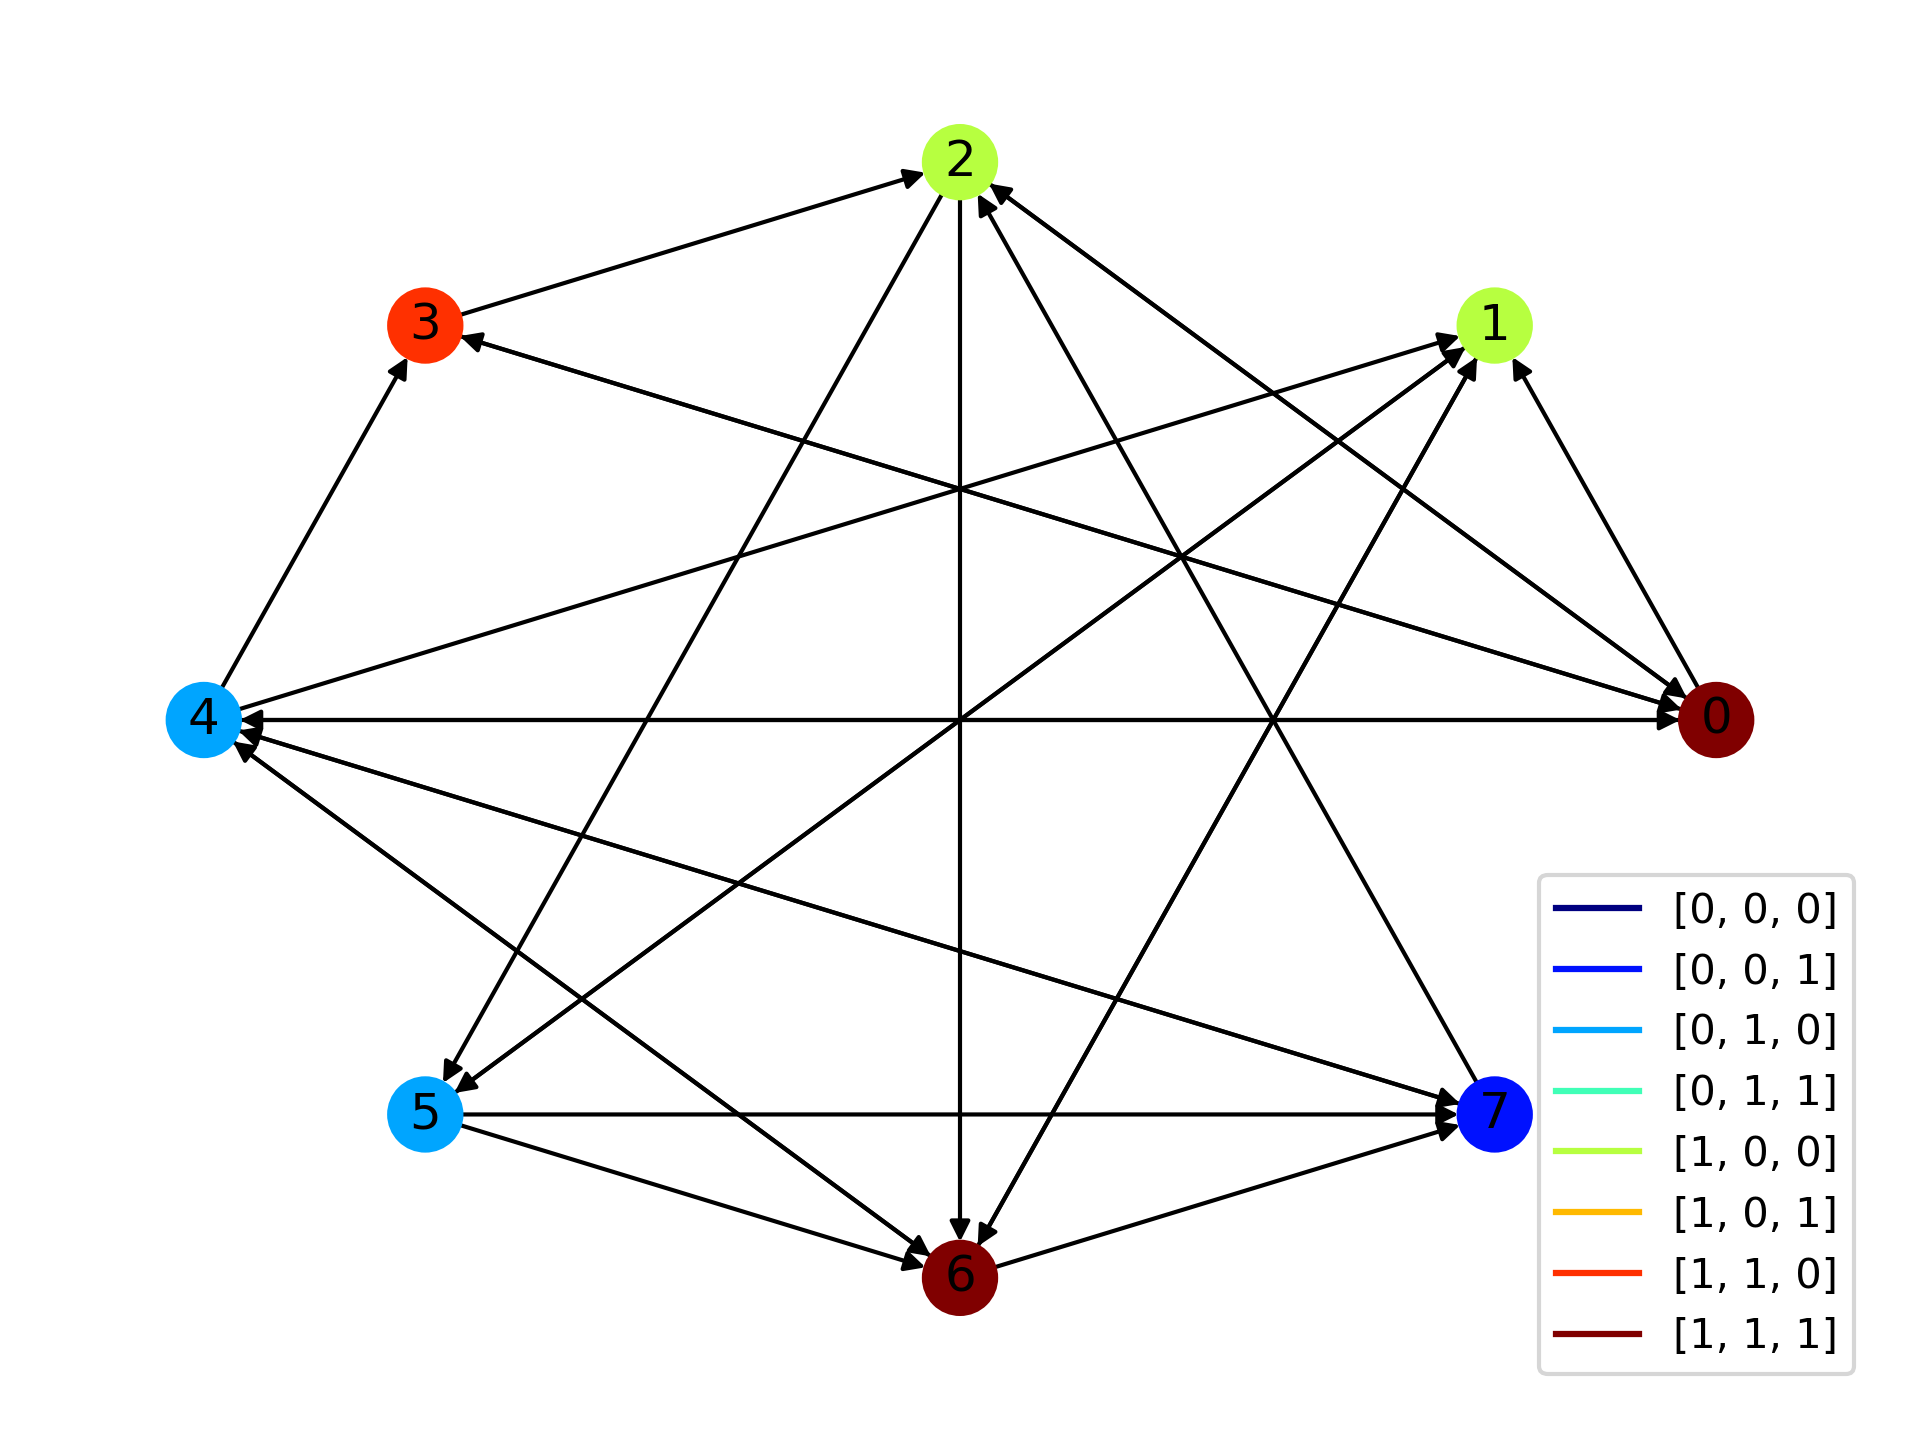 2
3
1
4
0
5
7
6
[0, 0, 0]
[0, 0, 1]
[0, 1, 0]
[0, 1, 1]
[1, 0, 0]
[1, 0, 1]
[1, 1, 0]
[1, 1, 1]